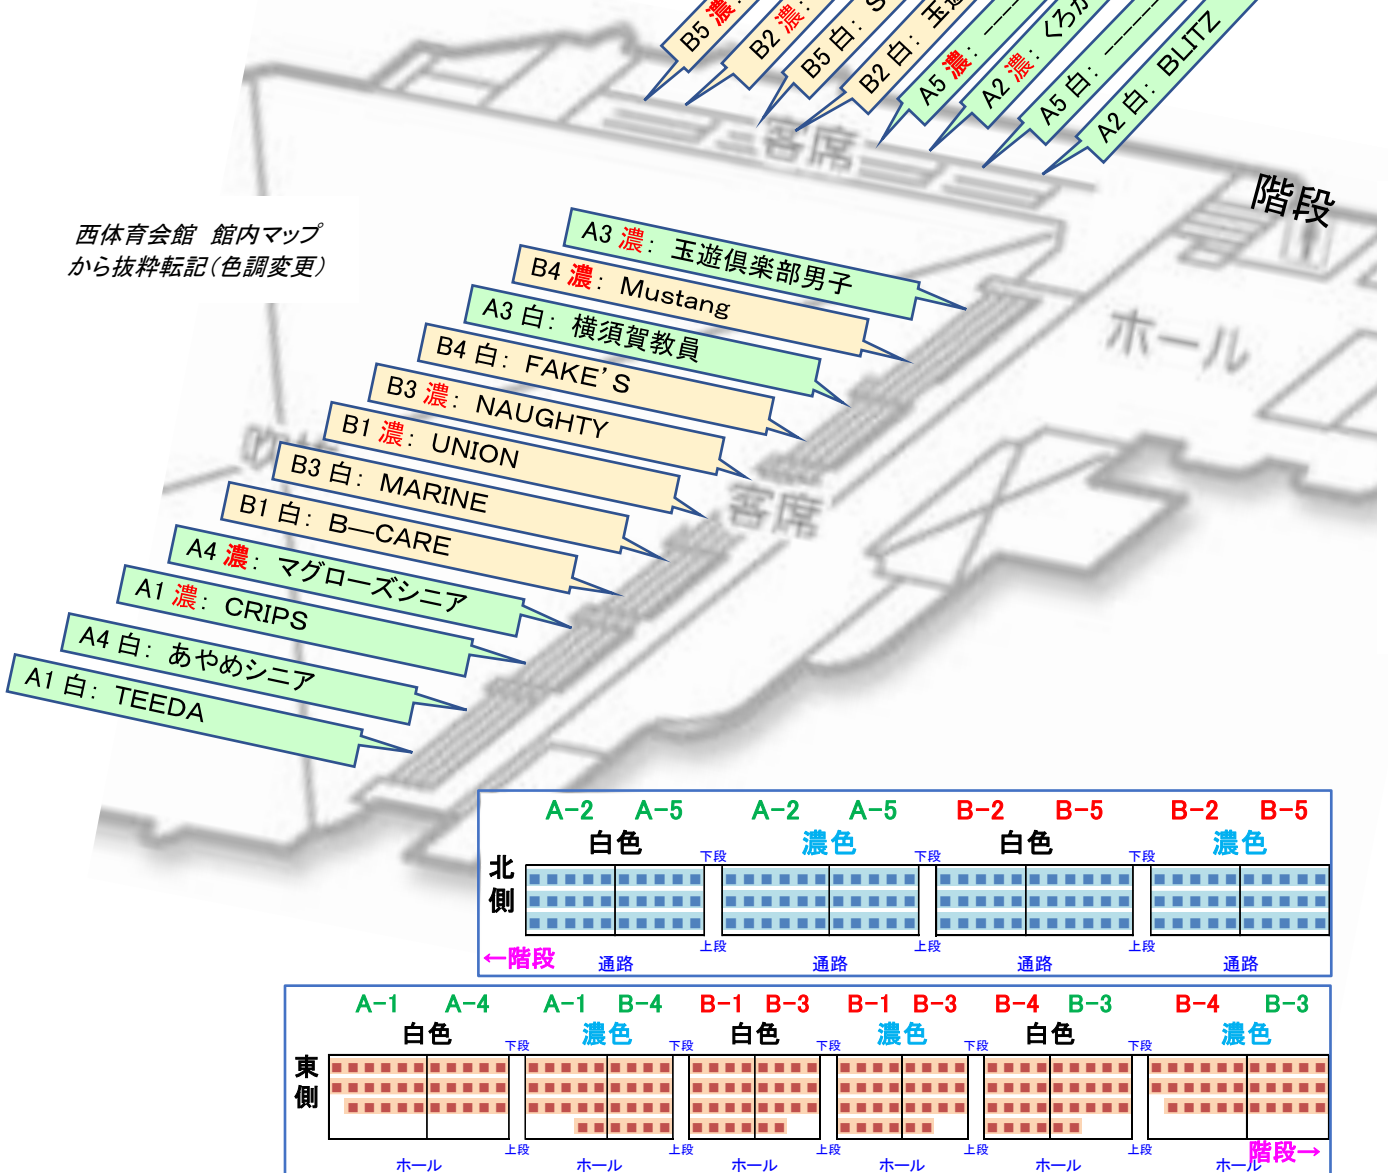 B5 濃：
B2 濃：
B5 白： S
B2 白： 玉遊
A5 濃： ----
A2 濃： くろか
A5 白： --------
A2 白： BLITZ
客席
階段
西体育会館 館内マップ
から抜粋転記（色調変更）
A3 濃： 玉遊倶楽部男子
B4 濃： Mustang
A3 白： 横須賀教員
B4 白： FAKE'S
B3 濃： NAUGHTY
B1 濃： UNION
B3 白： MARINE
B1 白： B―CARE
A4 濃： マグローズシニア
A1 濃： CRIPS
A4 白： あやめシニア
A1 白： TEEDA
ホール
客席
A-2 A-5 A-2 A-5 B-2 B-5 B-2 B-5
白色 濃色 白色 濃色
下段 下段 下段
北側
上段 上段 上段
←階段 通路 通路 通路 通路
A-1 A-4 A-1 B-4 B-1 B-3 B-1 B-3 B-4 B-3 B-4 B-3
白色 濃色 白色 濃色 白色 濃色
下段 下段 下段 下段 下段
東側
上段 上段 上段 上段 上段 階段→
ホール ホール ホール ホール ホール ホール